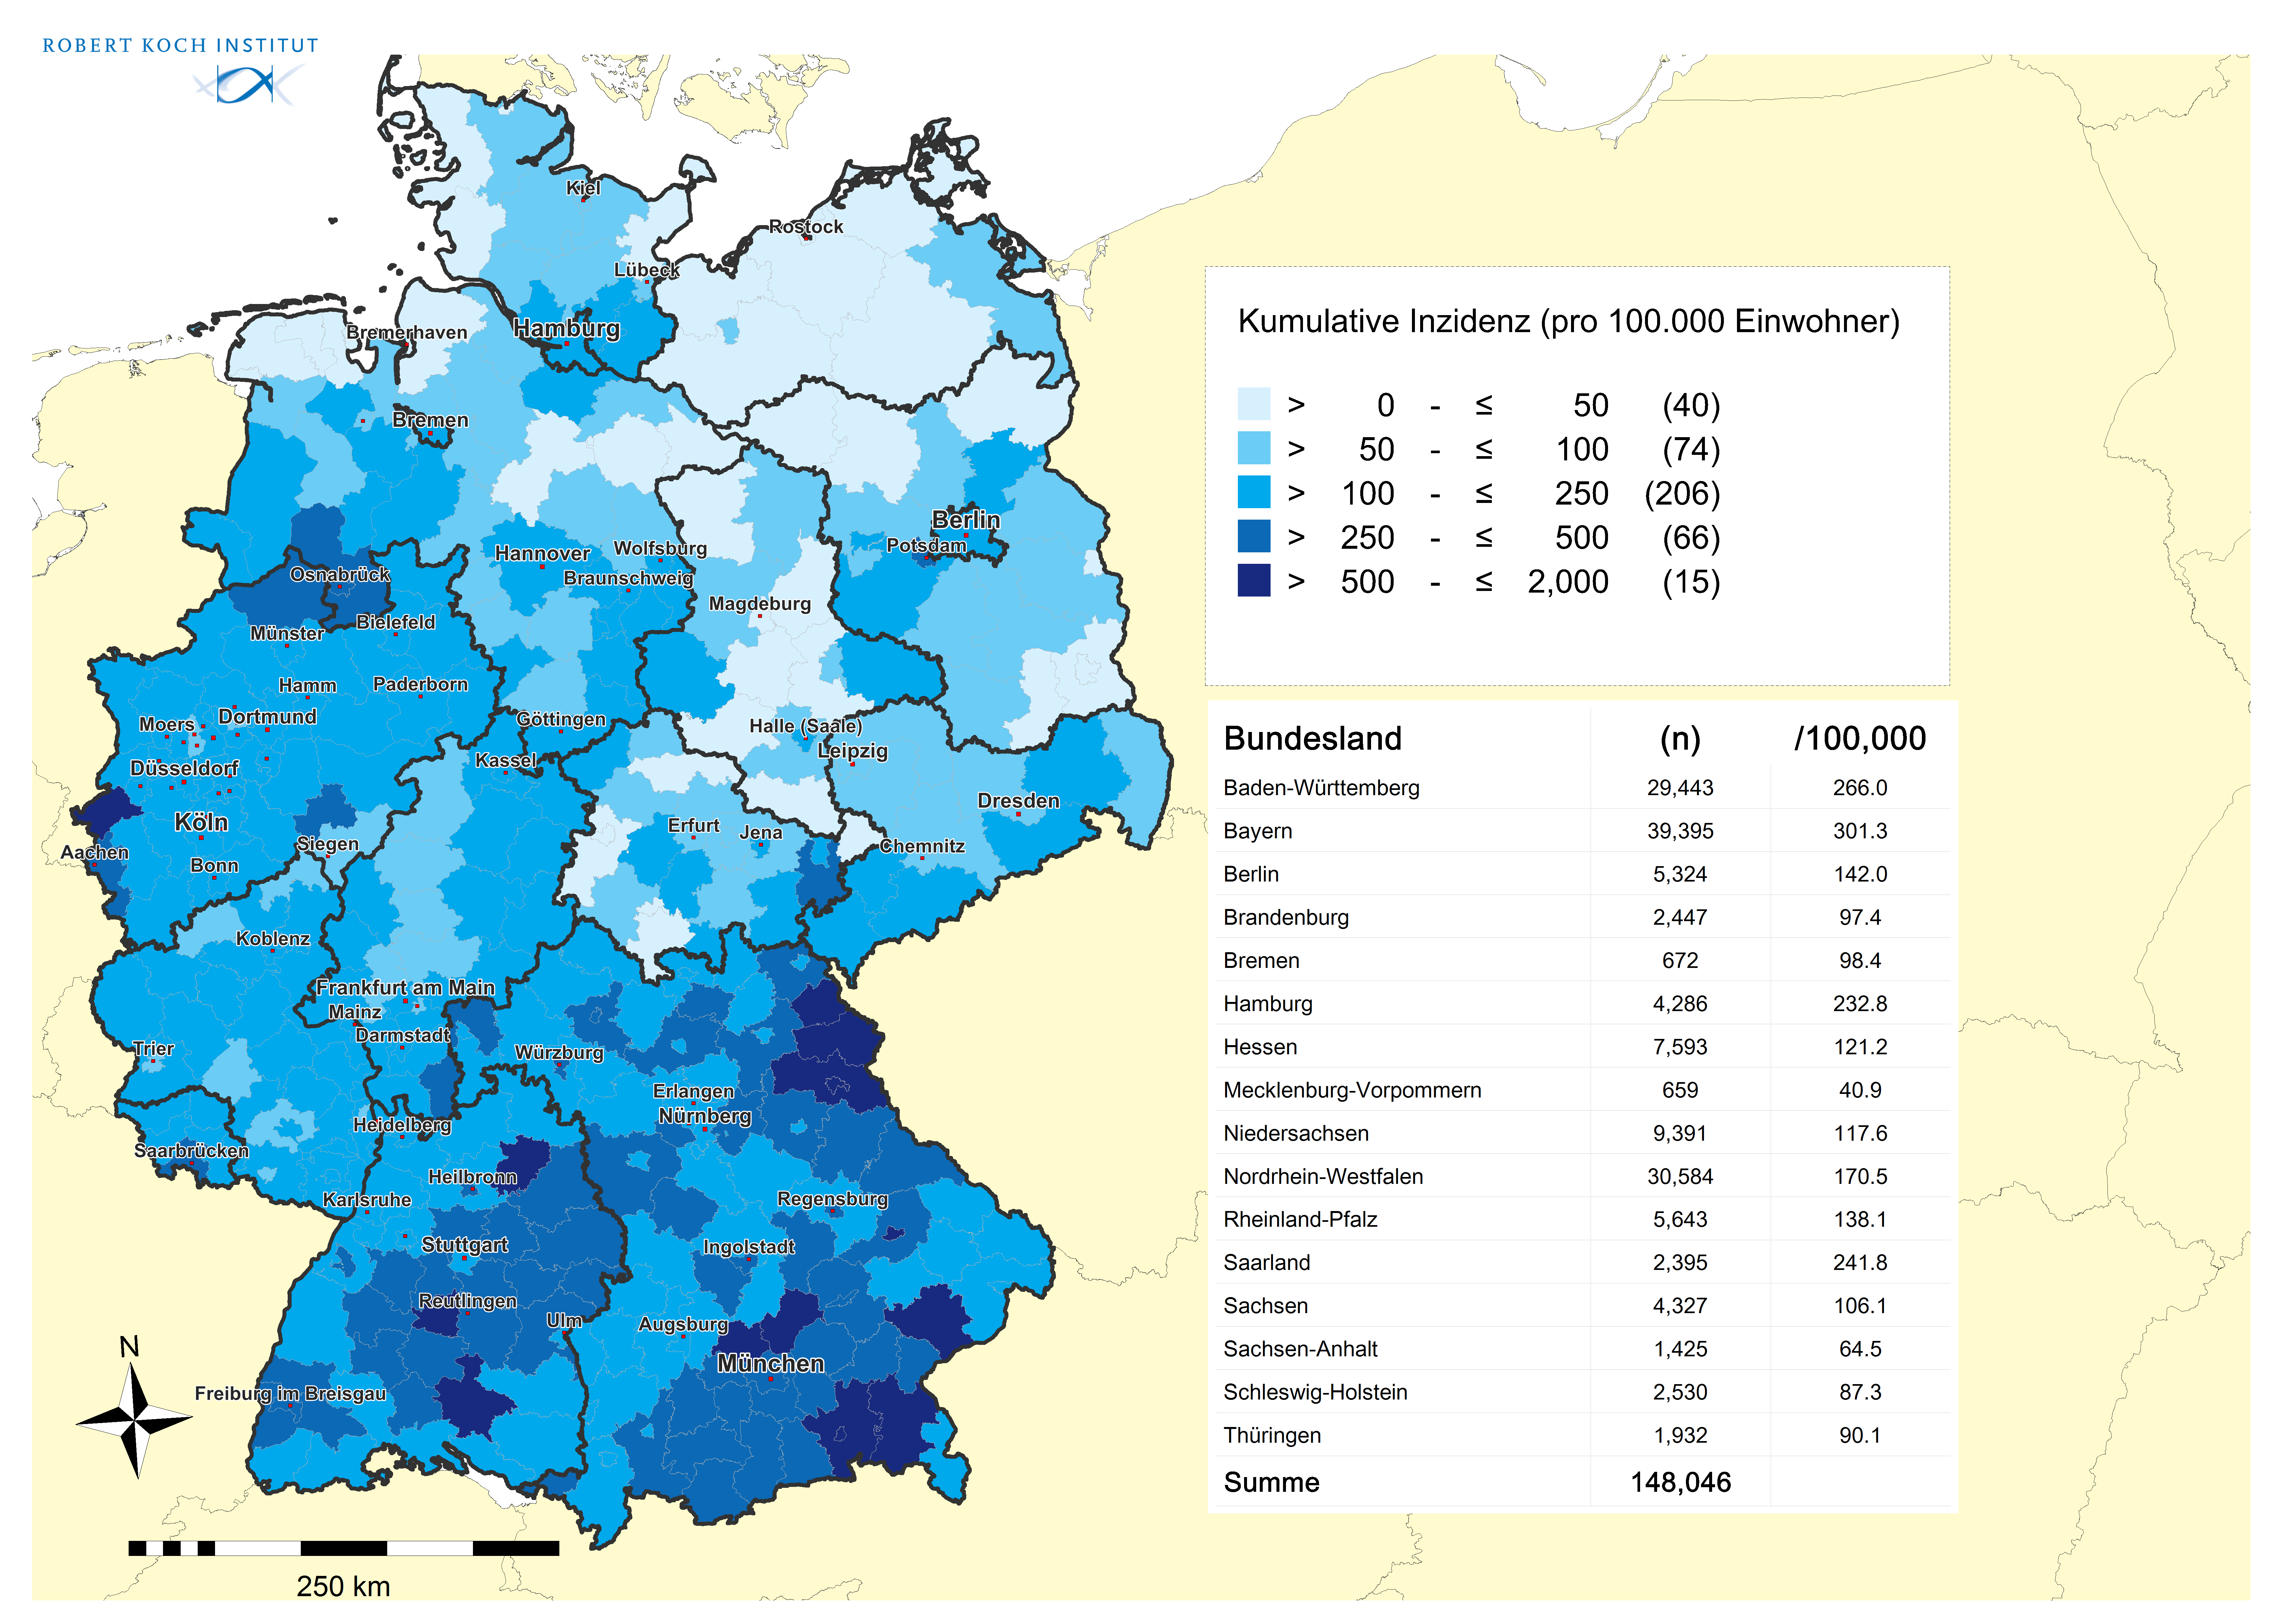 ROBERT KOCH INSTITUT
Kiel
Rostock
Lübeck
Bremerhaven
Hamburg
Bremen
Berlin
Potsdam
Hannover
Wolfsburg
Osnabrück
Braunschweig
Magdeburg
Bielefeld
Münster
Hamm
Paderborn
Moers
Dortmund
Göttingen
Halle (Saale)
Leipzig
Kassel
Düsseldorf
Dresden
Köln
Erfurt
Jena
Siegen
Chemnitz
Aachen
Bonn
Koblenz
Frankfurt am Main
Mainz
Darmstadt
Trier
Würzburg
Erlangen
Nürnberg
Heidelberg
Saarbrücken
Heilbronn
Karlsruhe
Regensburg
Stuttgart
Ingolstadt
Reutlingen
Ulm
Augsburg
München
Freiburg im Breisgau
N
250 km
Kumulative Inzidenz (pro 100.000 Einwohner)
> 0 - ≤ 50 (40)
> 50 - ≤ 100 (74)
> 100 - ≤ 250 (206)
> 250 - ≤ 500 (66)
> 500 - ≤ 2,000 (15)
Bundesland (n) /100,000
Baden-Württemberg 29,443 266.0
Bayern 39,395 301.3
Berlin 5,324 142.0
Brandenburg 2,447 97.4
Bremen 672 98.4
Hamburg 4,286 232.8
Hessen 7,593 121.2
Mecklenburg-Vorpommern 659 40.9
Niedersachsen 9,391 117.6
Nordrhein-Westfalen 30,584 170.5
Rheinland-Pfalz 5,643 138.1
Saarland 2,395 241.8
Sachsen 4,327 106.1
Sachsen-Anhalt 1,425 64.5
Schleswig-Holstein 2,530 87.3
Thüringen 1,932 90.1
Summe 148,046